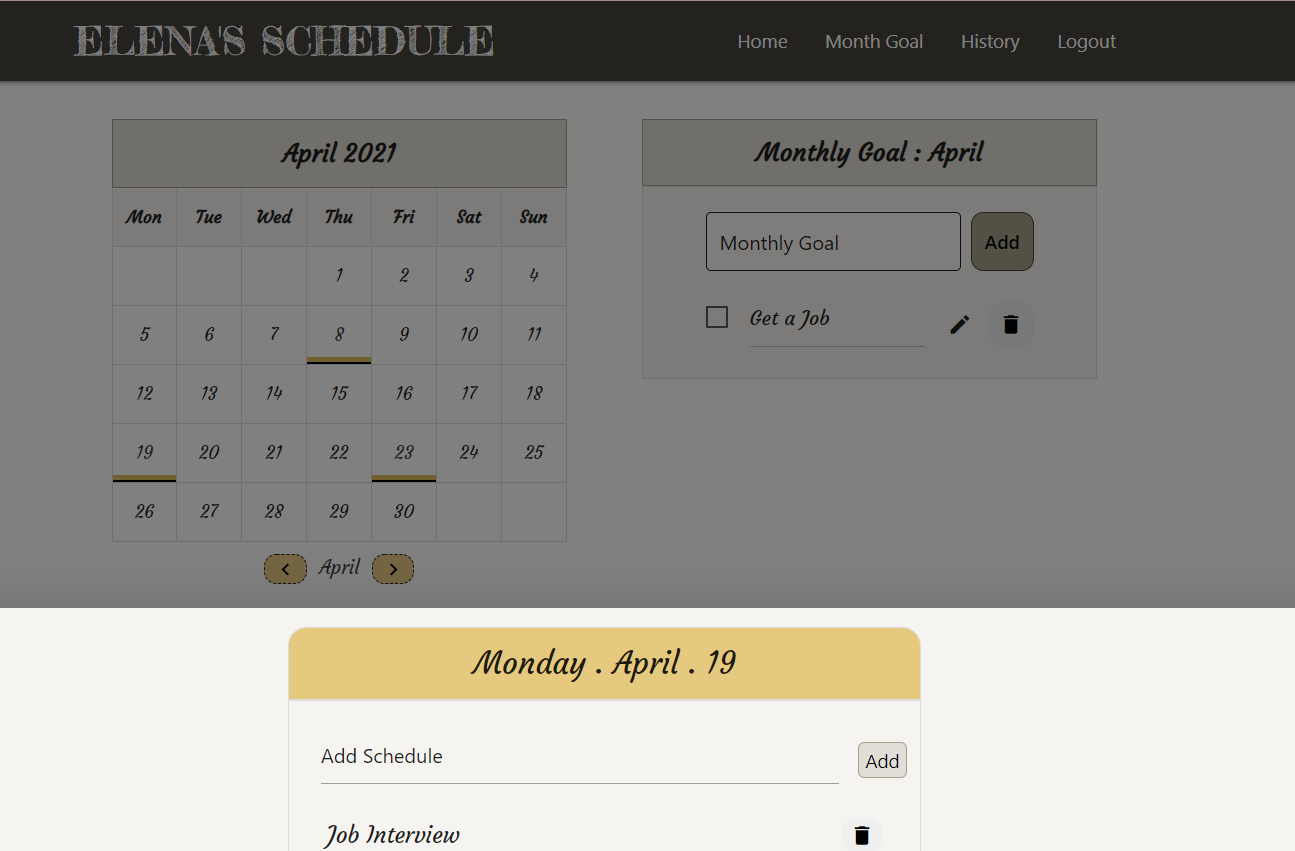 ELENA'S SCHEDULE
Home Month Goal History Logout
April 2021
Mon Tue Wed Thu Fri Sat Sun
1 2 3 4
5 6 7 8 9 10 11
12 13 14 15 16 17 18
19 20 21 22 23 24 25
26 27 28 29 30
April
Monthly Goal : April
Monthly Goal Add
Get a Job
Monday . April . 19
Add Schedule Add
Job Interview